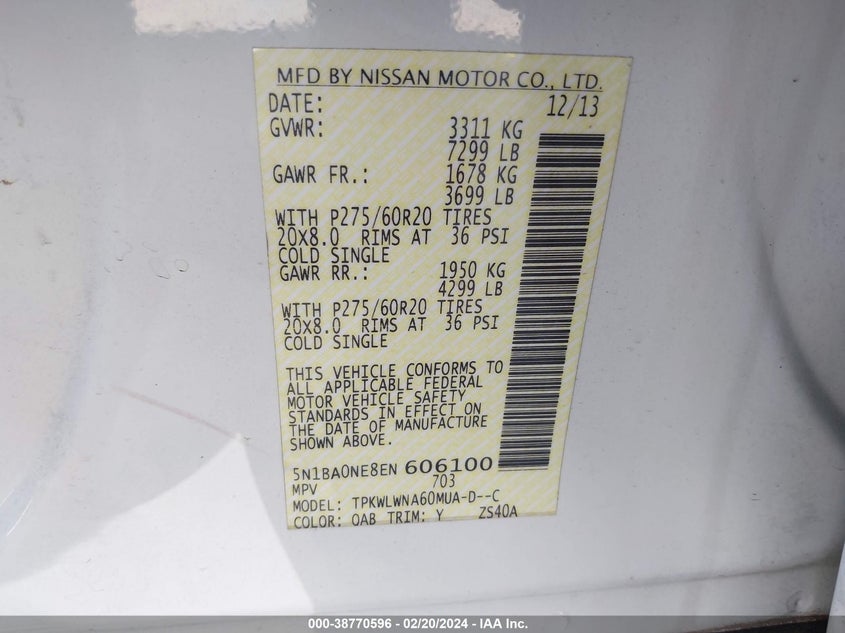 MFD BY NISSAN MOTOR CO., LTD.
DATE: 12/13
GVWR: 3311 KG
7299 LB
GAWR FR.: 1678 KG
3699 LB
WITH P275/60R20 TIRES
20X8.0 RIMS AT 36 PSI
COLD SINGLE
GAWR RR.: 1950 KG
4299 LB
WITH P275/60R20 TIRES
20X8.0 RIMS AT 36 PSI
COLD SINGLE
THIS VEHICLE CONFORMS TO
ALL APPLICABLE FEDERAL
MOTOR VEHICLE SAFETY
STANDARDS IN EFFECT ON
THE DATE OF MANUFACTURE
SHOWN ABOVE.
5N1BA0NE8EN 606100
MPV 703
MODEL: TPKWLWNA60MUA-D--C
COLOR: QAB TRIM: Y ZS40A
000-38770596 - 02/20/2024 - IAA Inc.